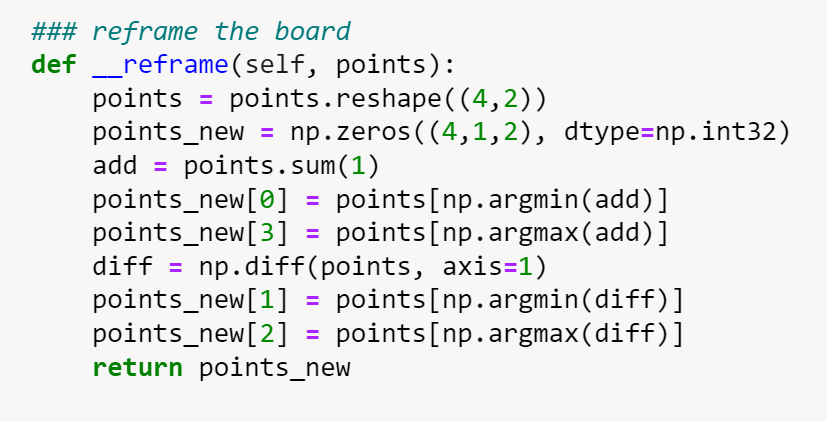 ### reframe the board
def __reframe(self, points):
    points = points.reshape((4,2))
    points_new = np.zeros((4,1,2), dtype=np.int32)
    add = points.sum(1)
    points_new[0] = points[np.argmin(add)]
    points_new[3] = points[np.argmax(add)]
    diff = np.diff(points, axis=1)
    points_new[1] = points[np.argmin(diff)]
    points_new[2] = points[np.argmax(diff)]
    return points_new